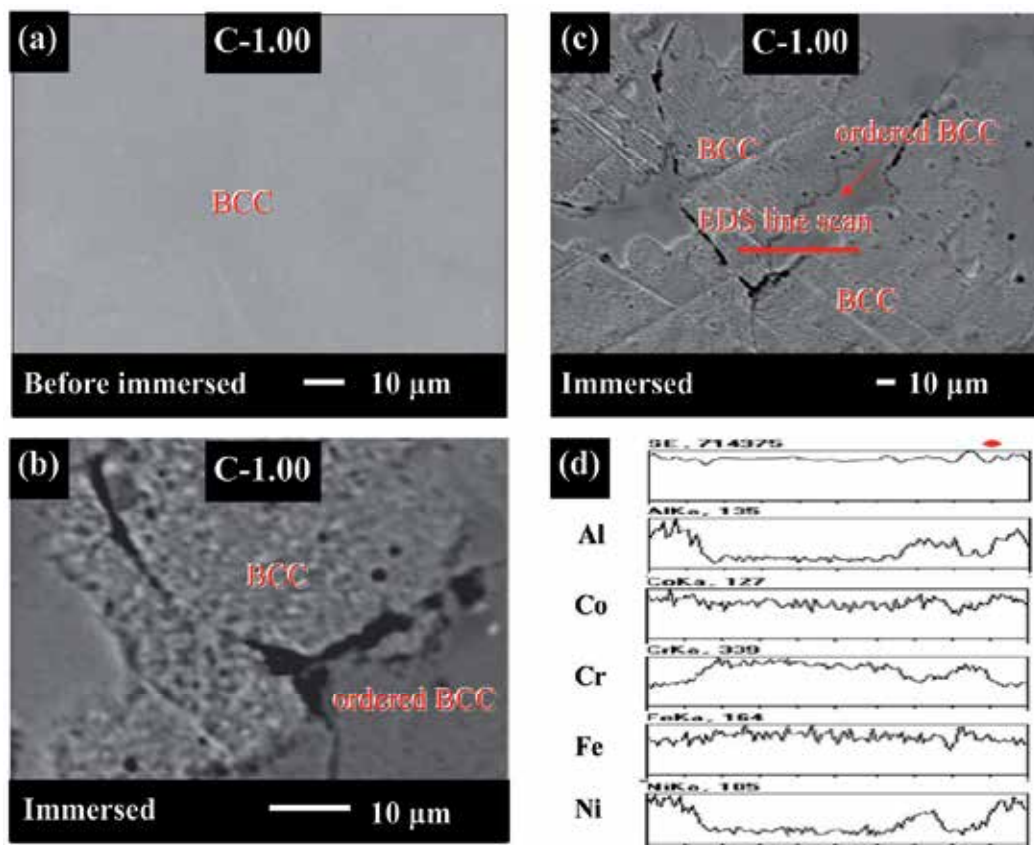 (a)
C-1.00
BCC
Before immersed
10 µm
(c)
C-1.00
BCC
ordered BCC
EDS line scan
BCC
Immersed
10 µm
(b)
C-1.00
BCC
ordered BCC
Immersed
10 µm
(d)
SE, 714375
Al
AlKa, 135
Co
CoKa, 127
Cr
CrKa, 339
Fe
FeKa, 164
Ni
NiKa, 105